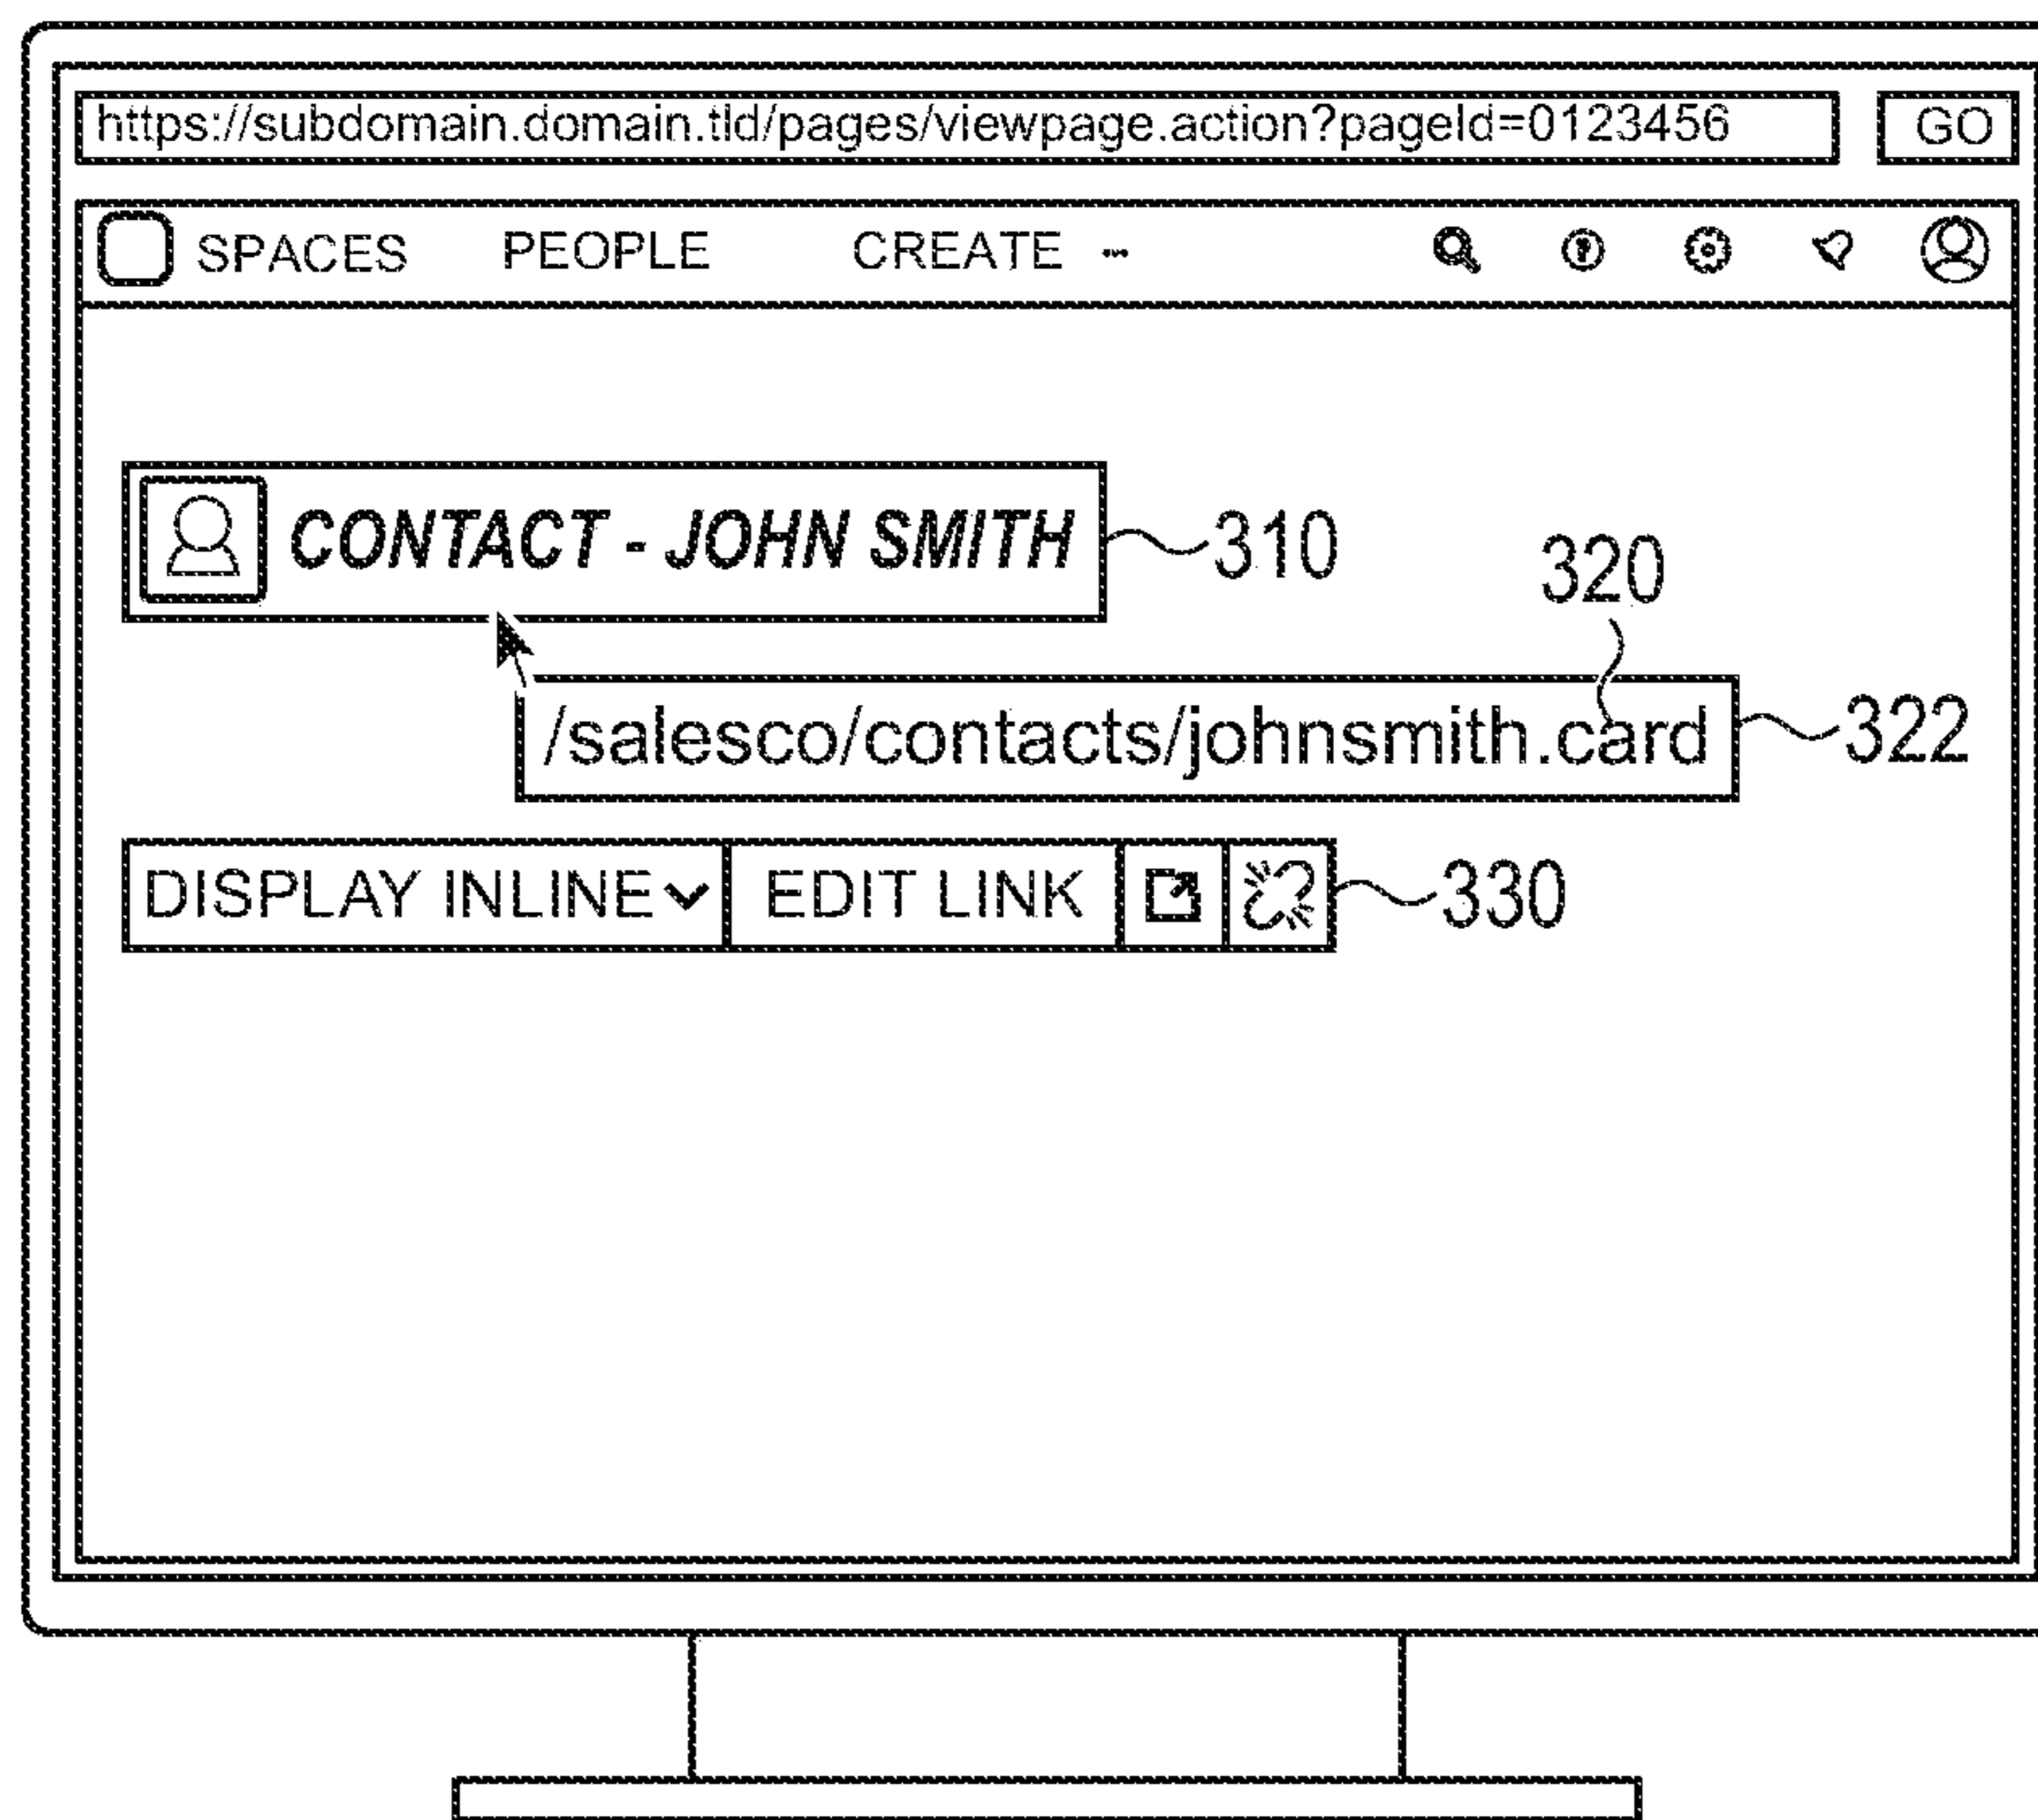 https://subdomain.domain.tld/pages/viewpage.action?pageId=0123456 GO
SPACES PEOPLE CREATE ···
CONTACT - JOHN SMITH 310
320
/salesco/contacts/johnsmith.card 322
DISPLAY INLINE EDIT LINK 330